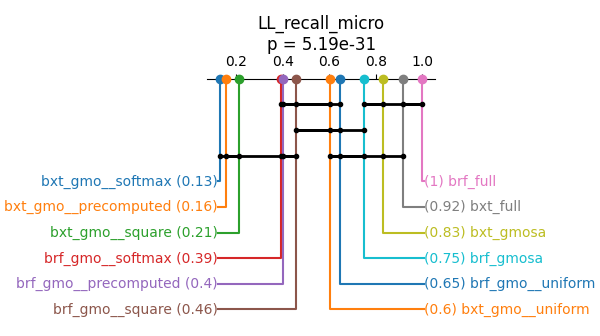 LL_recall_micro
p = 5.19e-31
0.2 0.4 0.6 0.8 1.0
bxt_gmo__softmax (0.13) (1) brf_full
bxt_gmo__precomputed (0.16) (0.92) bxt_full
bxt_gmo__square (0.21) (0.83) bxt_gmosa
brf_gmo__softmax (0.39) (0.75) brf_gmosa
brf_gmo__precomputed (0.4) (0.65) brf_gmo__uniform
brf_gmo__square (0.46) (0.6) bxt_gmo__uniform